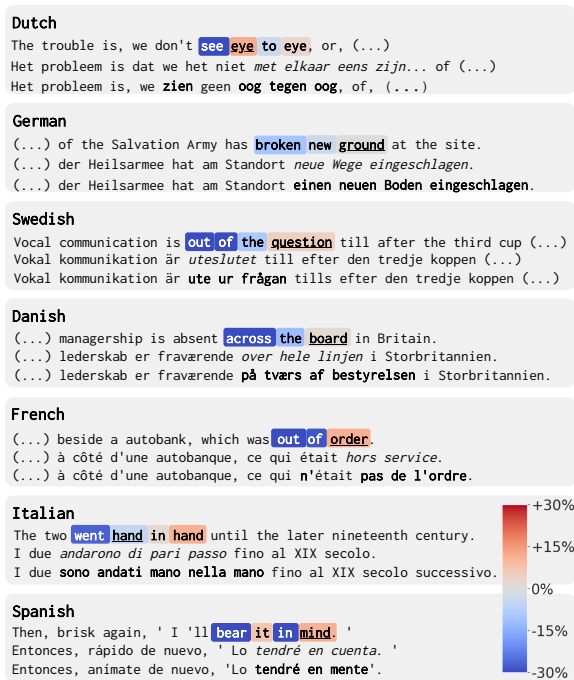 Dutch
The trouble is, we don't see eye to eye, or, (...)
Het probleem is dat we het niet met elkaar eens zijn... of (...)
Het probleem is, we zien geen oog tegen oog, of, (...)
German
(...) of the Salvation Army has broken new ground at the site.
(...) der Heilsarmee hat am Standort neue Wege eingeschlagen.
(...) der Heilsarmee hat am Standort einen neuen Boden eingeschlagen.
Swedish
Vocal communication is out of the question till after the third cup (...)
Vokal kommunikation är uteslutet till efter den tredje koppen (...)
Vokal kommunikation är ute ur frågan tills efter den tredje koppen (...)
Danish
(...) managership is absent across the board in Britain.
(...) lederskab er fraværende over hele linjen i Storbritannien.
(...) lederskab er fraværende på tværs af bestyrelsen i Storbritannien.
French
(...) beside a autobank, which was out of order.
(...) à côté d'une autobanque, ce qui était hors service.
(...) à côté d'une autobanque, ce qui n'était pas de l'ordre.
Italian
The two went hand in hand until the later nineteenth century.
I due andarono di pari passo fino al XIX secolo.
I due sono andati mano nella mano fino al XIX secolo successivo.
Spanish
Then, brisk again, ' I 'll bear it in mind. '
Entonces, rápido de nuevo, ' Lo tendré en cuenta. '
Entonces, anímate de nuevo, 'Lo tendré en mente'.
+30%
+15%
0%
-15%
-30%